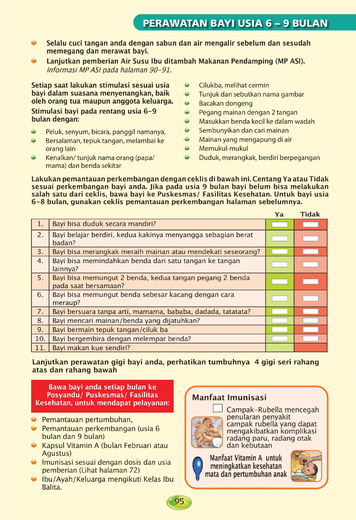 PERAWATAN BAYI USIA 6 – 9 BULAN
Selalu cuci tangan anda dengan sabun dan air mengalir sebelum dan sesudah
memegang dan merawat bayi.
Lanjutkan pemberian Air Susu Ibu ditambah Makanan Pendamping (MP ASI).
Informasi MP ASI pada halaman 90-91.
Setiap saat lakukan stimulasi sesuai usia
bayi dalam suasana menyenangkan, baik
oleh orang tua maupun anggota keluarga.
Stimulasi bayi pada rentang usia 6-9
bulan dengan:
Peluk, senyum, bicara, panggil namanya,
Bersalaman, tepuk tangan, melambai ke
orang lain
Kenalkan/ tunjuk nama orang (papa/
mama) dan benda sekitar
Cilukba, melihat cermin
Tunjuk dan sebutkan nama gambar
Bacakan dongeng
Pegang mainan dengan 2 tangan
Masukkan benda kecil ke dalam wadah
Sembunyikan dan cari mainan
Mainan yang mengapung di air
Memukul-mukul
Duduk, merangkak, berdiri berpegangan
Lakukan pemantauan perkembangan dengan ceklis di bawah ini. Centang Ya atau Tidak
sesuai perkembangan bayi anda. Jika pada usia 9 bulan bayi belum bisa melakukan
salah satu dari ceklis, bawa bayi ke Puskesmas/ Fasilitas Kesehatan. Untuk bayi usia
6-8 bulan, gunakan ceklis pemantauan perkembangan halaman sebelumnya.
Ya Tidak
1. Bayi bisa duduk secara mandiri?
2. Bayi belajar berdiri, kedua kakinya menyangga sebagian berat
badan?
3. Bayi bisa merangkak meraih mainan atau mendekati seseorang?
4. Bayi bisa memindahkan benda dari satu tangan ke tangan
lainnya?
5. Bayi bisa memungut 2 benda, kedua tangan pegang 2 benda
pada saat bersamaan?
6. Bayi bisa memungut benda sebesar kacang dengan cara
meraup?
7. Bayi bersuara tanpa arti, mamama, bababa, dadada, tatatata?
8. Bayi mencari mainan/benda yang dijatuhkan?
9. Bayi bermain tepuk tangan/ciluk ba
10. Bayi bergembira dengan melempar benda?
11. Bayi makan kue sendiri?
Lanjutkan perawatan gigi bayi anda, perhatikan tumbuhnya 4 gigi seri rahang
atas dan rahang bawah
Bawa bayi anda setiap bulan ke
Posyandu/ Puskesmas/ Fasilitas
Kesehatan, untuk mendapat pelayanan:
Pemantauan pertumbuhan,
Pemantauan perkembangan (usia 6
bulan dan 9 bulan)
Kapsul Vitamin A (bulan Februari atau
Agustus)
Imunisasi sesuai dengan dosis dan usia
pemberian (Lihat halaman 72)
Ibu/Ayah/Keluarga mengikuti Kelas Ibu
Balita.
Manfaat Imunisasi
Campak-Rubella mencegah
penularan penyakit
campak rubella yang dapat
mengakibatkan komplikasi
radang paru, radang otak
dan kebutaan
Manfaat Vitamin A untuk
meningkatkan kesehatan
mata dan pertumbuhan anak
95